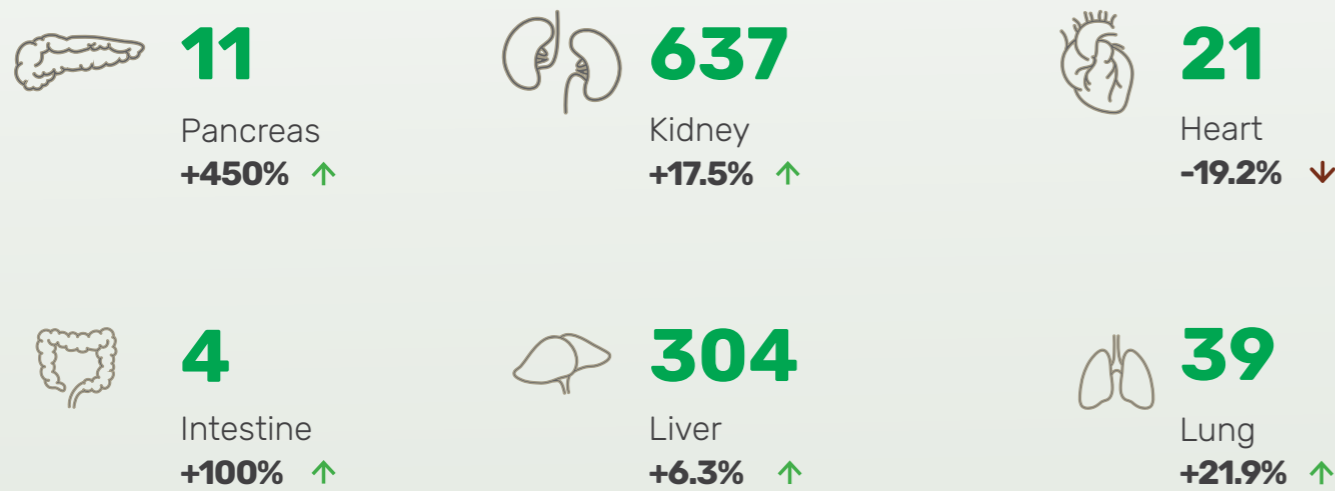 11
Pancreas
+450%
637
Kidney
+17.5%
21
Heart
-19.2%
4
Intestine
+100%
304
Liver
+6.3%
39
Lung
+21.9%